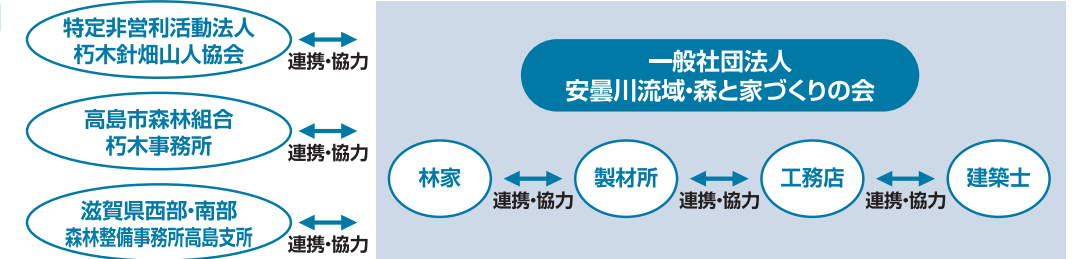 特定非営利活動法人
朽木針畑山人協会
連携・協力
高島市森林組合
朽木事務所
連携・協力
滋賀県西部・南部
森林整備事務所高島支所
連携・協力
一般社団法人
安曇川流域・森と家づくりの会
林家
連携・協力
製材所
連携・協力
工務店
連携・協力
建築士